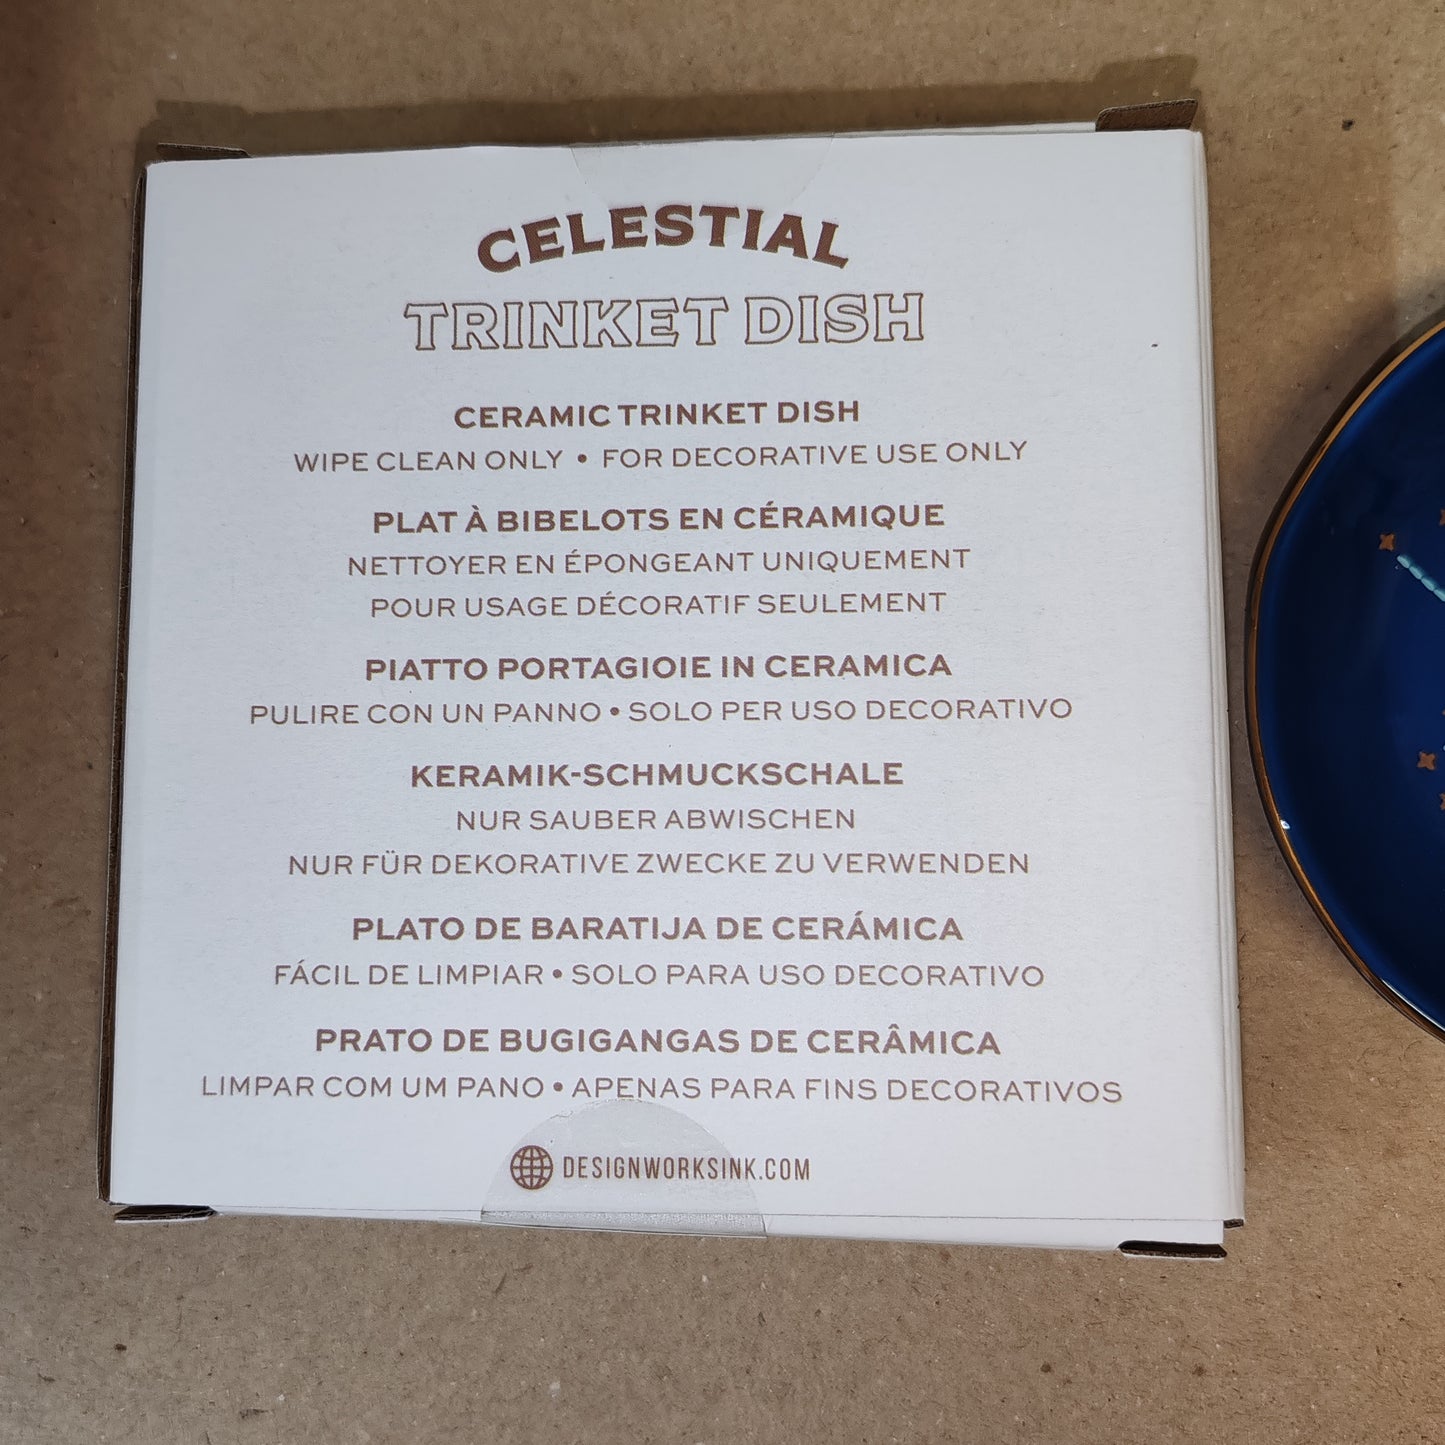 CELESTIAL
TRINKET DISH
CERAMIC TRINKET DISH
WIPE CLEAN ONLY • FOR DECORATIVE USE ONLY
PLAT À BIBELOTS EN CÉRAMIQUE
NETTOYER EN ÉPONGEANT UNIQUEMENT
POUR USAGE DÉCORATIF SEULEMENT
PIATTO PORTAGIOIE IN CERAMICA
PULIRE CON UN PANNO • SOLO PER USO DECORATIVO
KERAMIK-SCHMUCKSCHALE
NUR SAUBER ABWISCHEN
NUR FÜR DEKORATIVE ZWECKE ZU VERWENDEN
PLATO DE BARATIJA DE CERÁMICA
FÁCIL DE LIMPIAR • SOLO PARA USO DECORATIVO
PRATO DE BUGIGANGAS DE CERÂMICA
LIMPAR COM UM PANO • APENAS PARA FINS DECORATIVOS
DESIGNWORKSINK.COM